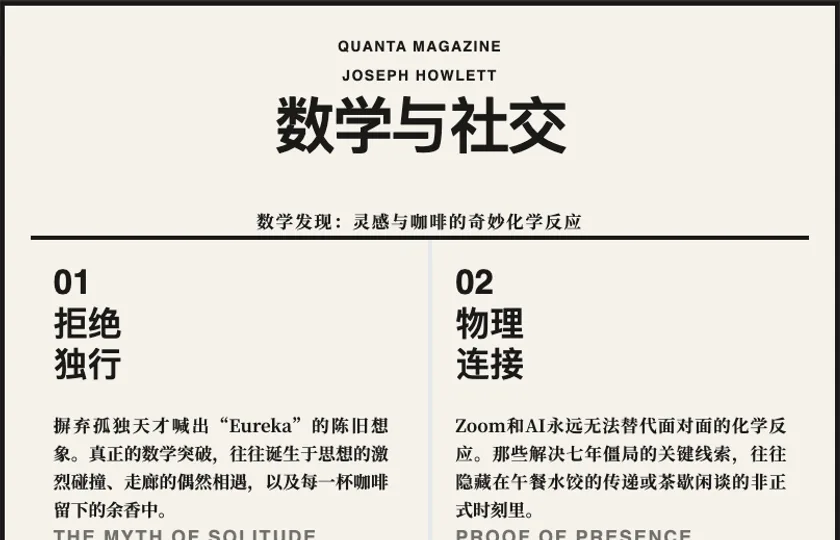 QUANTA MAGAZINE
JOSEPH HOWLETT
数学与社交
数学发现：灵感与咖啡的奇妙化学反应
01
拒绝
独行
摒弃孤独天才喊出“Eureka”的陈旧想
象。真正的数学突破，往往诞生于思想的激
烈碰撞、走廊的偶然相遇，以及每一杯咖啡
留下的余香中。
THE MYTH OF SOLITUDE
02
物理
连接
Zoom和AI永远无法替代面对面的化学反
应。那些解决七年僵局的关键线索，往往
隐藏在午餐水饺的传递或茶歇闲谈的非正
式时刻里。
PROOF OF PRESENCE